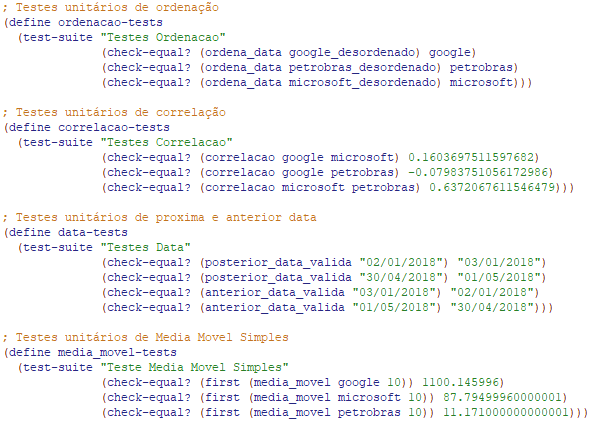 ; Testes unitários de ordenação
(define ordenacao-tests
(test-suite "Testes Ordenacao"
(check-equal? (ordena_data google_desordenado) google)
(check-equal? (ordena_data petrobras_desordenado) petrobras)
(check-equal? (ordena_data microsoft_desordenado) microsoft)))
; Testes unitários de correlação
(define correlacao-tests
(test-suite "Testes Correlacao"
(check-equal? (correlacao google microsoft) 0.1603697511597682)
(check-equal? (correlacao google petrobras) -0.07983751056172986)
(check-equal? (correlacao microsoft petrobras) 0.6372067611546479)))
; Testes unitários de proxima e anterior data
(define data-tests
(test-suite "Testes Data"
(check-equal? (posterior_data_valida "02/01/2018") "03/01/2018")
(check-equal? (posterior_data_valida "30/04/2018") "01/05/2018")
(check-equal? (anterior_data_valida "03/01/2018") "02/01/2018")
(check-equal? (anterior_data_valida "01/05/2018") "30/04/2018")))
; Testes unitários de Media Movel Simples
(define media_movel-tests
(test-suite "Teste Media Movel Simples"
(check-equal? (first (media_movel google 10)) 1100.145996)
(check-equal? (first (media_movel microsoft 10)) 87.79499960000001)
(check-equal? (first (media_movel petrobras 10)) 11.171000000000001)))